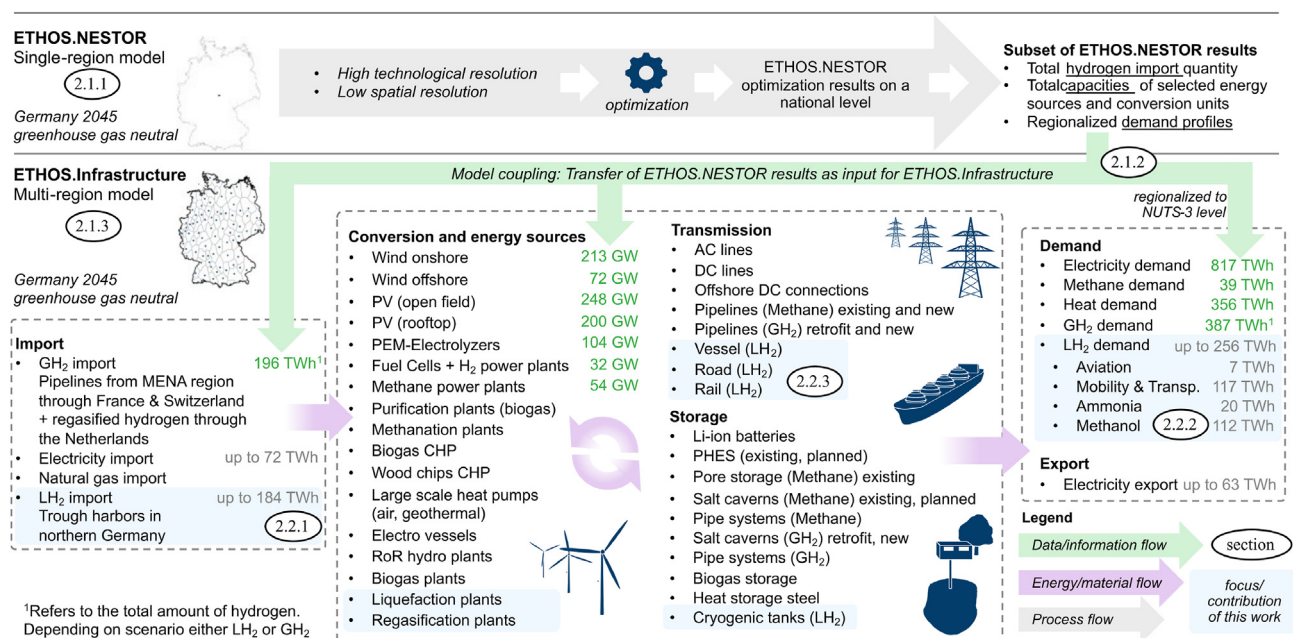 ETHOS.NESTOR
Single-region model
2.1.1
Germany 2045
greenhouse gas neutral
• High technological resolution
• Low spatial resolution
optimization
ETHOS.NESTOR
optimization results on a
national level
Subset of ETHOS.NESTOR results
• Total hydrogen import quantity
• Totalcapacities of selected energy
sources and conversion units
• Regionalized demand profiles
2.1.2
ETHOS.Infrastructure
Multi-region model
2.1.3
Germany 2045
greenhouse gas neutral
Model coupling: Transfer of ETHOS.NESTOR results as input for ETHOS.Infrastructure
regionalized to
NUTS-3 level
Import
• GH₂ import 196 TWh¹
Pipelines from MENA region
through France & Switzerland
+ regasified hydrogen through
the Netherlands
• Electricity import up to 72 TWh
• Natural gas import
• LH₂ import up to 184 TWh
Trough harbors in
northern Germany
2.2.1
¹Refers to the total amount of hydrogen.
Depending on scenario either LH₂ or GH₂
Conversion and energy sources
• Wind onshore 213 GW
• Wind offshore 72 GW
• PV (open field) 248 GW
• PV (rooftop) 200 GW
• PEM-Electrolyzers 104 GW
• Fuel Cells + H₂ power plants 32 GW
• Methane power plants 54 GW
• Purification plants (biogas)
• Methanation plants
• Biogas CHP
• Wood chips CHP
• Large scale heat pumps
(air, geothermal)
• Electro vessels
• RoR hydro plants
• Biogas plants
• Liquefaction plants
• Regasification plants
Transmission
• AC lines
• DC lines
• Offshore DC connections
• Pipelines (Methane) existing and new
• Pipelines (GH₂) retrofit and new
• Vessel (LH₂)
• Road (LH₂)
• Rail (LH₂)
2.2.3
Storage
• Li-ion batteries
• PHES (existing, planned)
• Pore storage (Methane) existing
• Salt caverns (Methane) existing, planned
• Pipe systems (Methane)
• Salt caverns (GH₂) retrofit, new
• Pipe systems (GH₂)
• Biogas storage
• Heat storage steel
• Cryogenic tanks (LH₂)
Demand
• Electricity demand 817 TWh
• Methane demand 39 TWh
• Heat demand 356 TWh
• GH₂ demand 387 TWh¹
• LH₂ demand up to 256 TWh
• Aviation 7 TWh
• Mobility & Transp. 117 TWh
• Ammonia 20 TWh
• Methanol 2.2.2 112 TWh
Export
• Electricity export up to 63 TWh
Legend
Data/information flow
section
Energy/material flow
Process flow
focus/
contribution
of this work